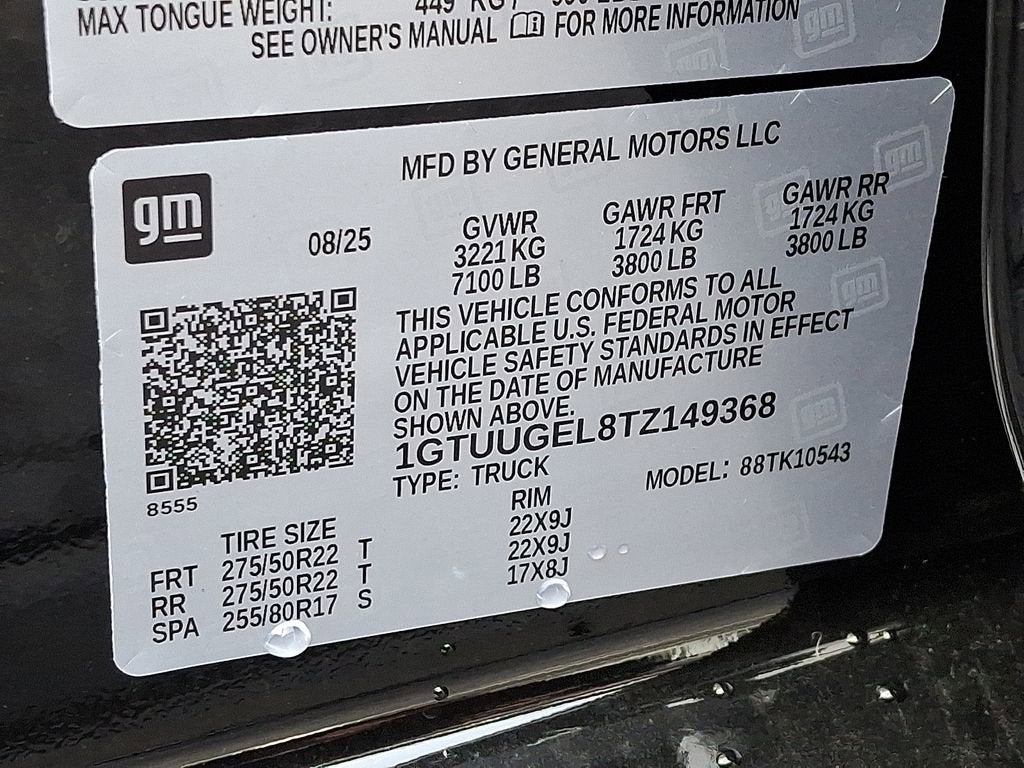 MAX TONGUE WEIGHT: 449 KG/
SEE OWNER'S MANUAL FOR MORE INFORMATION
MFD BY GENERAL MOTORS LLC
gm
08/25
GVWR GAWR FRT GAWR RR
3221 KG 1724 KG 1724 KG
7100 LB 3800 LB 3800 LB
THIS VEHICLE CONFORMS TO ALL
APPLICABLE U.S. FEDERAL MOTOR
VEHICLE SAFETY STANDARDS IN EFFECT
ON THE DATE OF MANUFACTURE
SHOWN ABOVE.
1GTUUGEL8TZ149368
TYPE: TRUCK MODEL: 88TK10543
8555
TIRE SIZE RIM
FRT 275/50R22 T 22X9J
RR 275/50R22 T 22X9J
SPA 255/80R17 S 17X8J